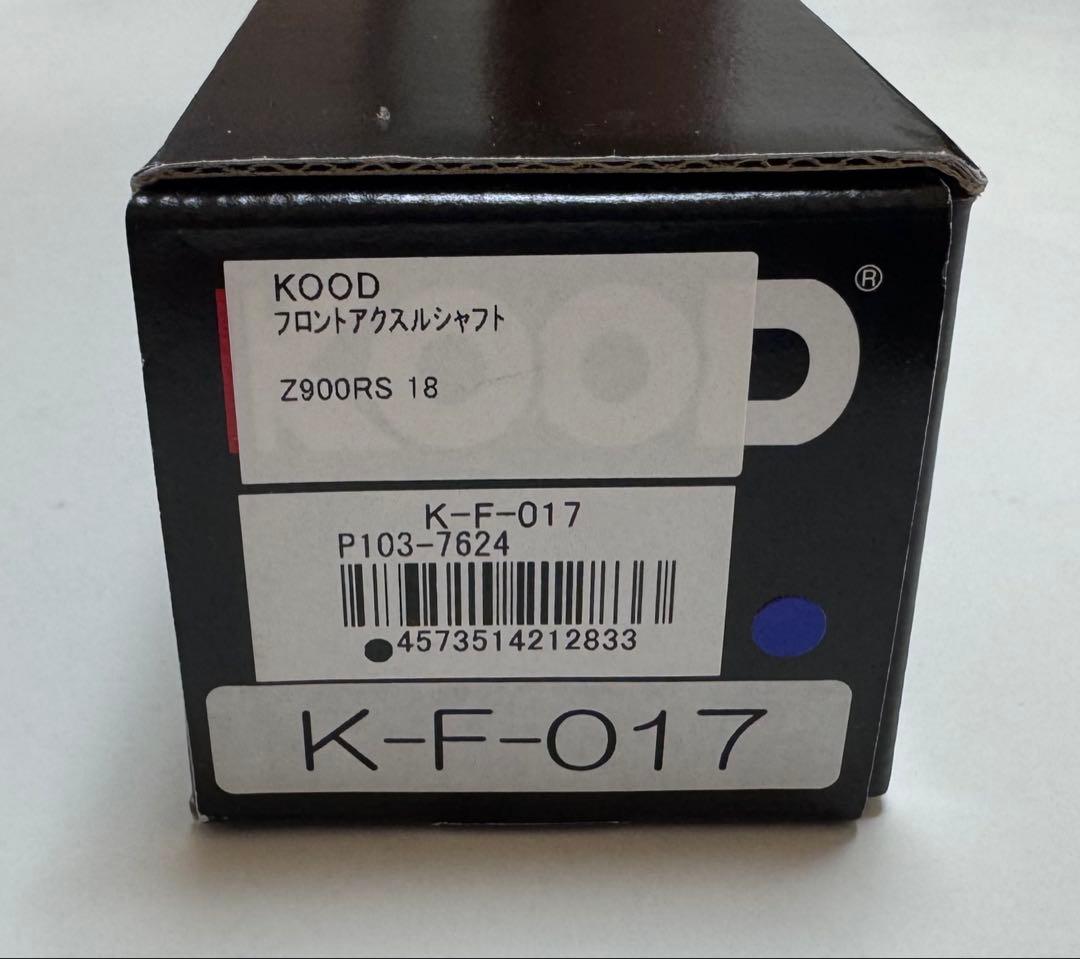 KOOD
フロントアクスルシャフト
Z900RS 18
KOOD®
K-F-017
P103-7624
4573514212833
K-F-017